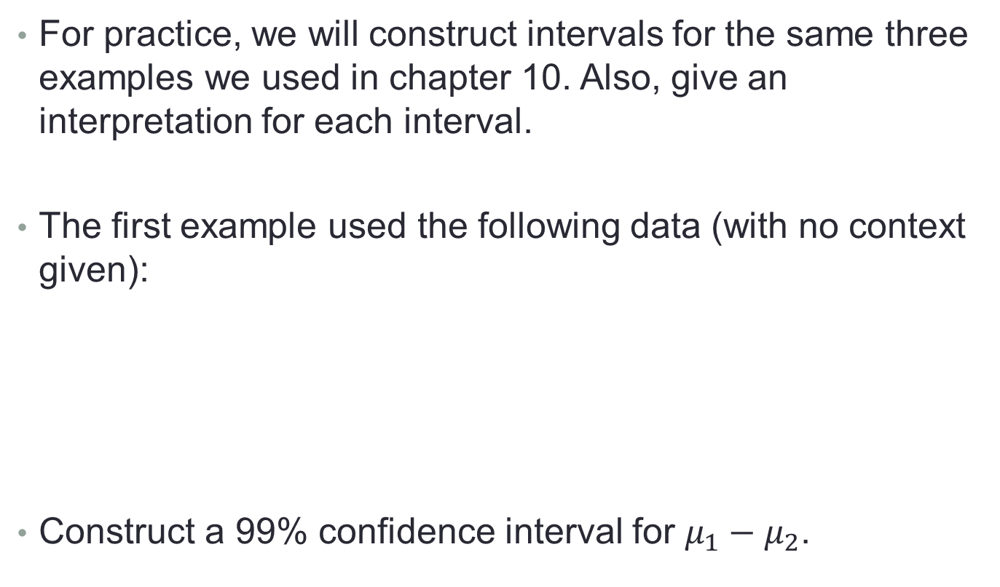 • For practice, we will construct intervals for the same three
examples we used in chapter 10. Also, give an
interpretation for each interval.
• The first example used the following data (with no context
given):
• Construct a 99% confidence interval for 𝜇₁ − 𝜇₂.